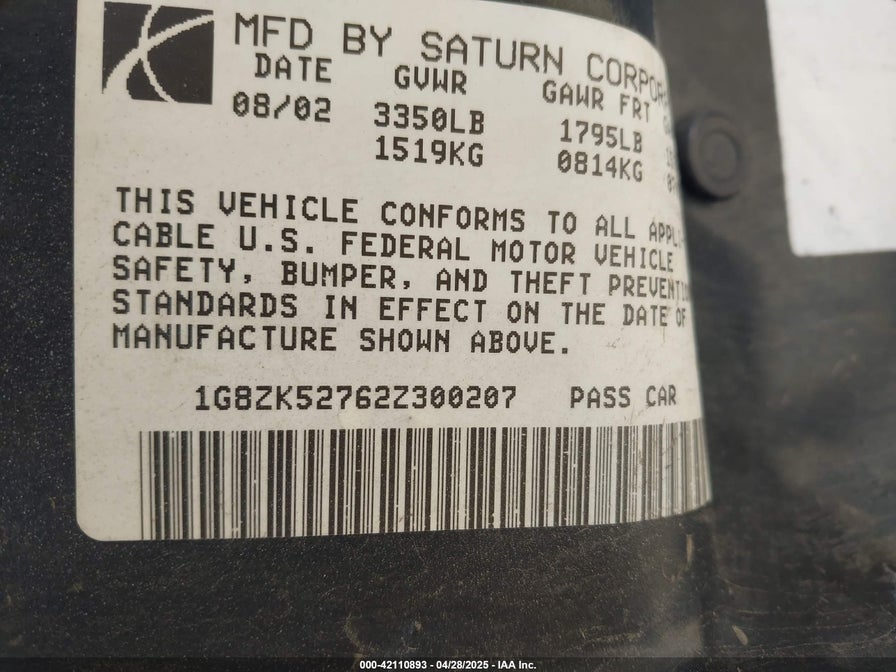 MFD BY SATURN
DATE GVWR GAWR FRT
08/02 3350LB 1795LB
1519KG 0814KG
THIS VEHICLE CONFORMS TO ALL APPLI-
CABLE U.S. FEDERAL MOTOR VEHICLE
SAFETY, BUMPER, AND THEFT
STANDARDS IN EFFECT ON THE DATE OF
MANUFACTURE SHOWN ABOVE.
1G8ZK52762Z300207 PASS CAR
000-42110893 - 04/28/2025 - IAA Inc.